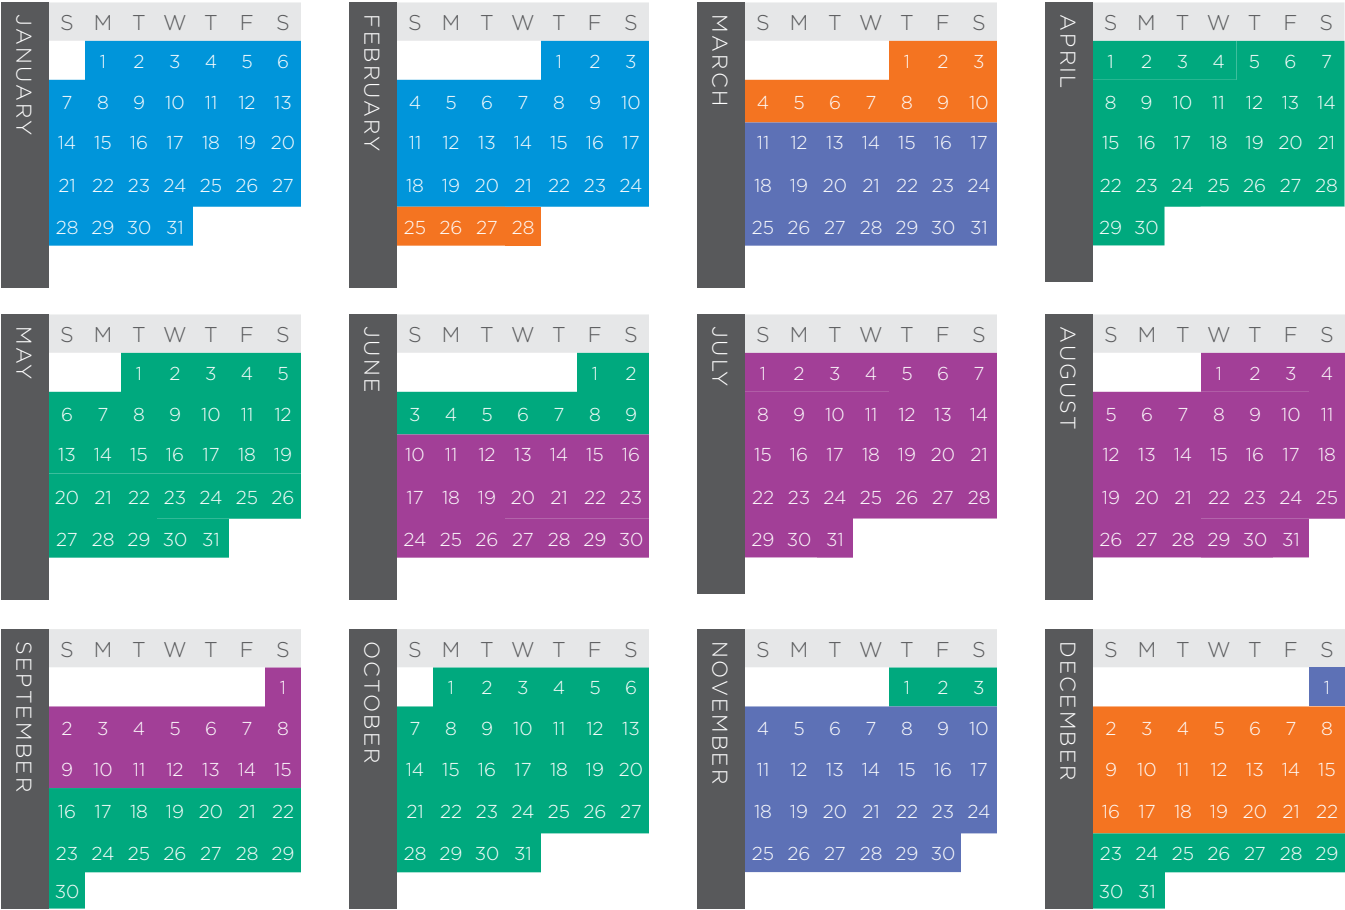 JANUARY
S M T W T F S
1 2 3 4 5 6
7 8 9 10 11 12 13
14 15 16 17 18 19 20
21 22 23 24 25 26 27
28 29 30 31
FEBRUARY
S M T W T F S
1 2 3
4 5 6 7 8 9 10
11 12 13 14 15 16 17
18 19 20 21 22 23 24
25 26 27 28
MARCH
S M T W T F S
1 2 3
4 5 6 7 8 9 10
11 12 13 14 15 16 17
18 19 20 21 22 23 24
25 26 27 28 29 30 31
APRIL
S M T W T F S
1 2 3 4 5 6 7
8 9 10 11 12 13 14
15 16 17 18 19 20 21
22 23 24 25 26 27 28
29 30
MAY
S M T W T F S
1 2 3 4 5
6 7 8 9 10 11 12
13 14 15 16 17 18 19
20 21 22 23 24 25 26
27 28 29 30 31
JUNE
S M T W T F S
1 2
3 4 5 6 7 8 9
10 11 12 13 14 15 16
17 18 19 20 21 22 23
24 25 26 27 28 29 30
JULY
S M T W T F S
1 2 3 4 5 6 7
8 9 10 11 12 13 14
15 16 17 18 19 20 21
22 23 24 25 26 27 28
29 30 31
AUGUST
S M T W T F S
1 2 3 4
5 6 7 8 9 10 11
12 13 14 15 16 17 18
19 20 21 22 23 24 25
26 27 28 29 30 31
SEPTEMBER
S M T W T F S
1
2 3 4 5 6 7 8
9 10 11 12 13 14 15
16 17 18 19 20 21 22
23 24 25 26 27 28 29
30
OCTOBER
S M T W T F S
1 2 3 4 5 6
7 8 9 10 11 12 13
14 15 16 17 18 19 20
21 22 23 24 25 26 27
28 29 30 31
NOVEMBER
S M T W T F S
1 2 3
4 5 6 7 8 9 10
11 12 13 14 15 16 17
18 19 20 21 22 23 24
25 26 27 28 29 30
DECEMBER
S M T W T F S
1
2 3 4 5 6 7 8
9 10 11 12 13 14 15
16 17 18 19 20 21 22
23 24 25 26 27 28 29
30 31